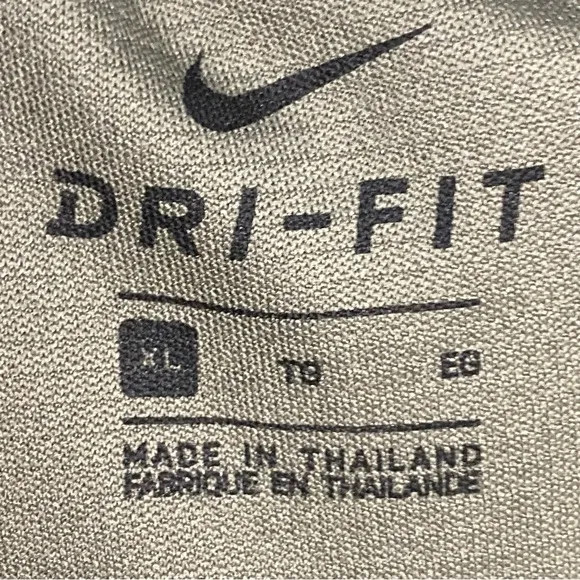 DRI-FIT
XL TG EG
MADE IN THAILAND
FABRIQUE EN THAILANDE